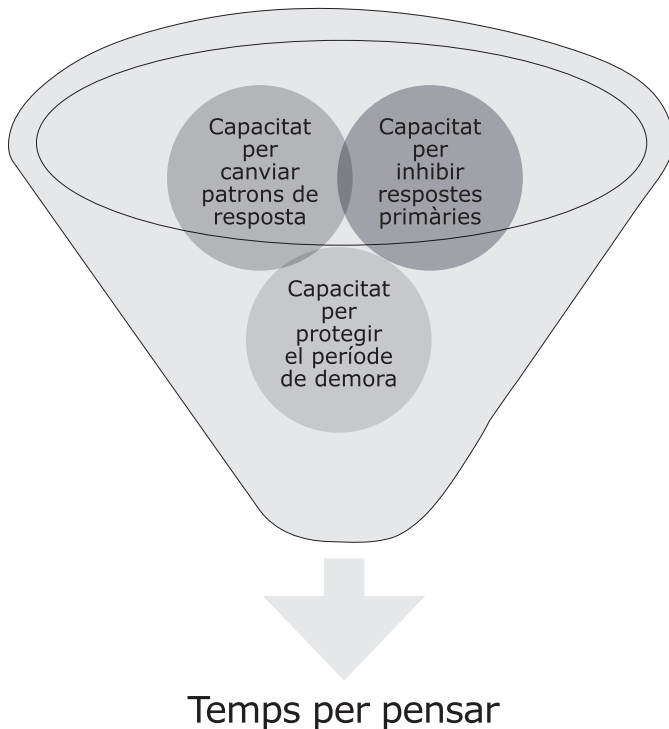 Capacitat
per
canviar
patrons de
resposta
Capacitat
per
inhibir
respostes
primàries
Capacitat
per
protegir
el període
de demora
Temps per pensar